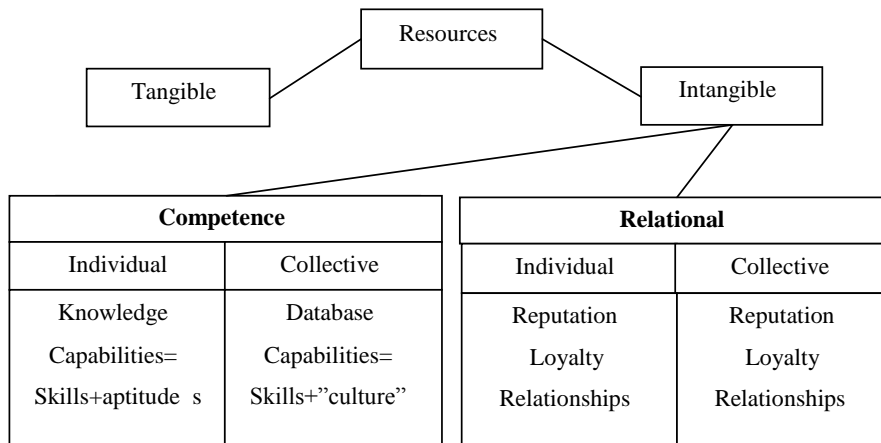 Resources
Tangible
Intangible
Competence
Individual Collective
Knowledge Database
Capabilities= Capabilities=
Skills+aptitude s Skills+”culture”
Relational
Individual Collective
Reputation Reputation
Loyalty Loyalty
Relationships Relationships